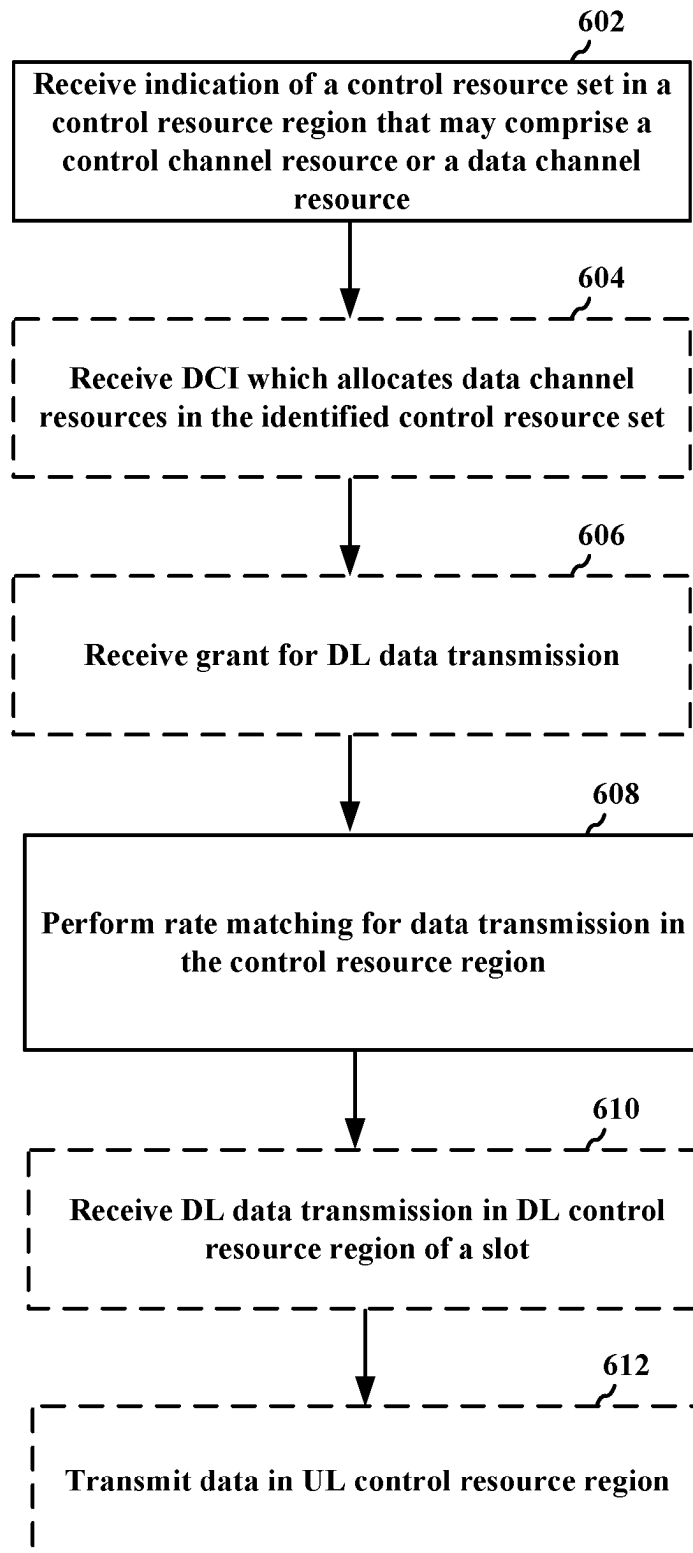 602
Receive indication of a control resource set in a
control resource region that may comprise a
control channel resource or a data channel
resource
604
Receive DCI which allocates data channel
resources in the identified control resource set
606
Receive grant for DL data transmission
608
Perform rate matching for data transmission in
the control resource region
610
Receive DL data transmission in DL control
resource region of a slot
612
Transmit data in UL control resource region